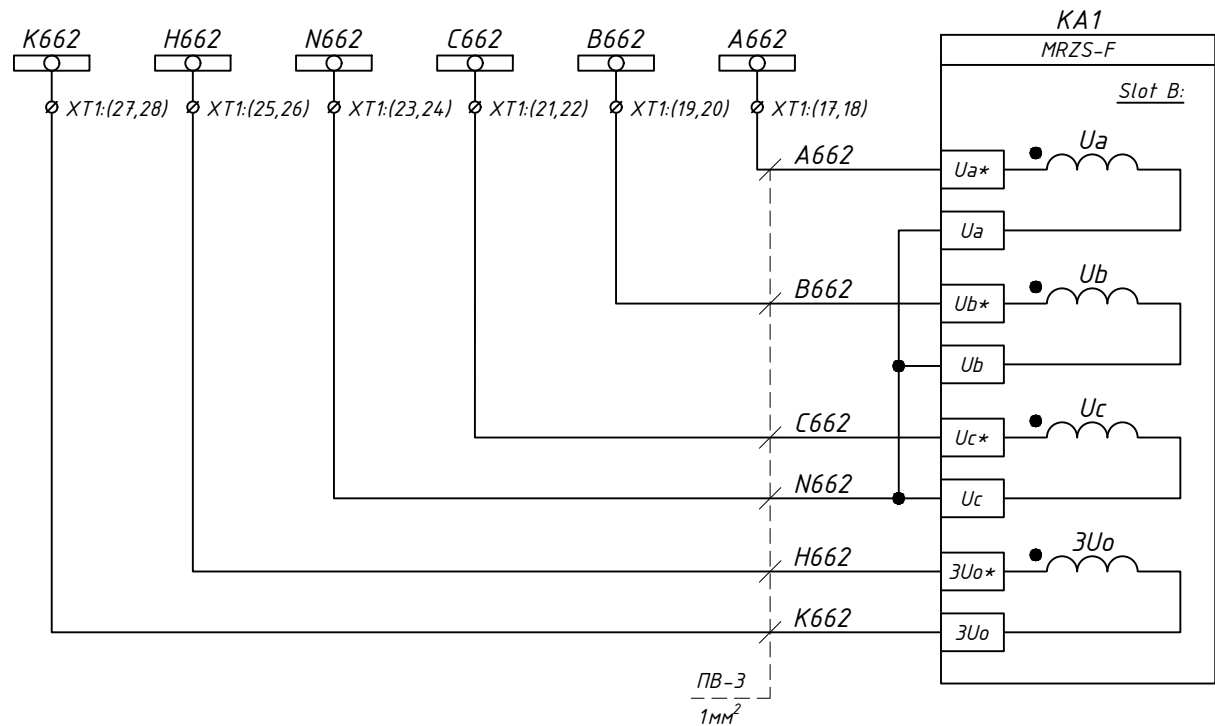 K662 H662 N662 C662 B662 A662
XT1:(27,28) XT1:(25,26) XT1:(23,24) XT1:(21,22) XT1:(19,20) XT1:(17,18)
KA1
MRZS-F
Slot B:
A662 Ua* Ua
Ua
B662 Ub* Ub
Ub
C662 Uc* Uc
N662 Uc
H662 3Uo* 3Uo
K662 3Uo
ПВ-3
1мм²